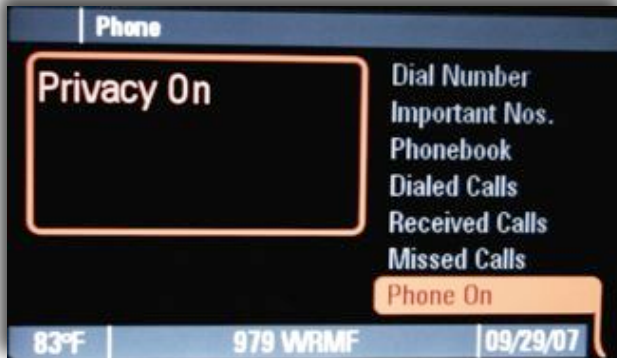 Phone
Privacy On
Dial Number
Important Nos.
Phonebook
Dialed Calls
Received Calls
Missed Calls
Phone On
83°F 979 WRMF 09/29/07